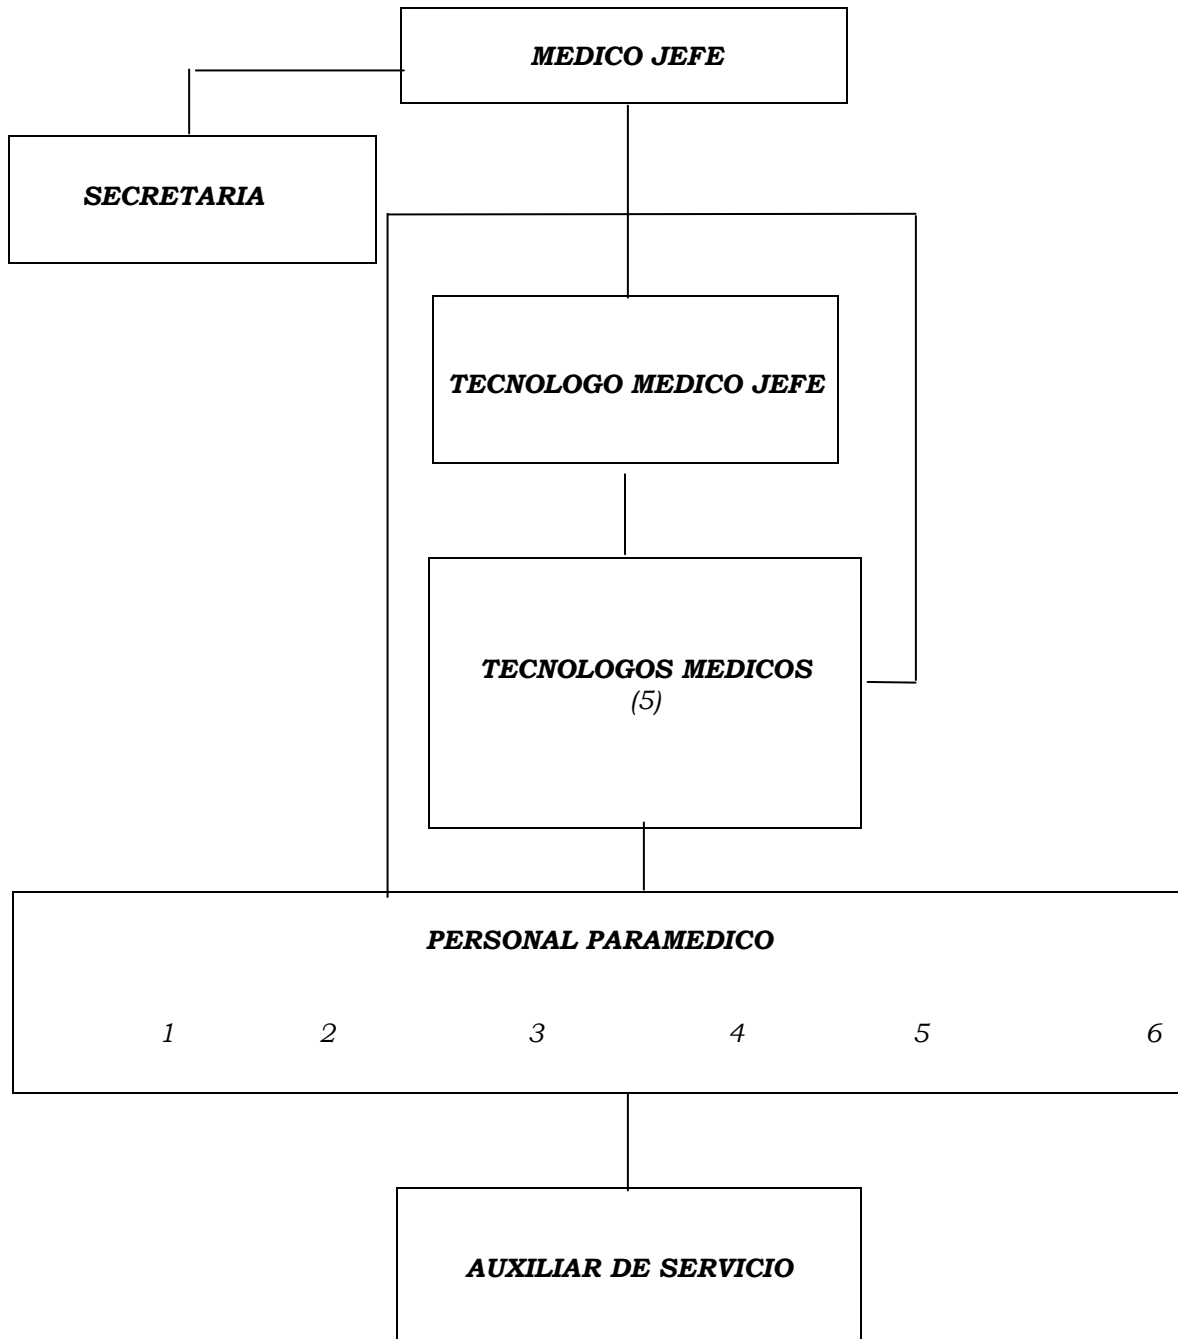 MEDICO JEFE
SECRETARIA
TECNOLOGO MEDICO JEFE
TECNOLOGOS MEDICOS
(5)
PERSONAL PARAMEDICO
1 2 3 4 5 6
AUXILIAR DE SERVICIO